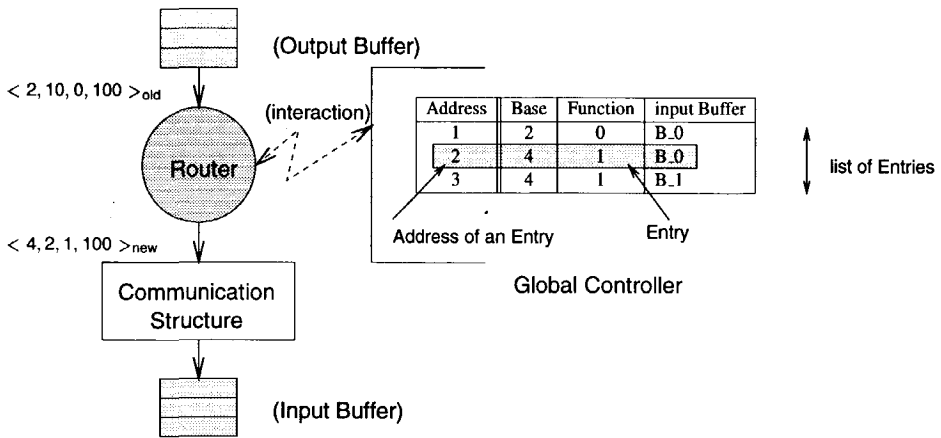 (Output Buffer)
< 2, 10, 0, 100 >old
(interaction)
Router
< 4, 2, 1, 100 >new
Communication
Structure
(Input Buffer)
Address Base Function input Buffer
1 2 0 B_0
2 4 1 B_0
3 4 1 B_1
list of Entries
Address of an Entry
Entry
Global Controller